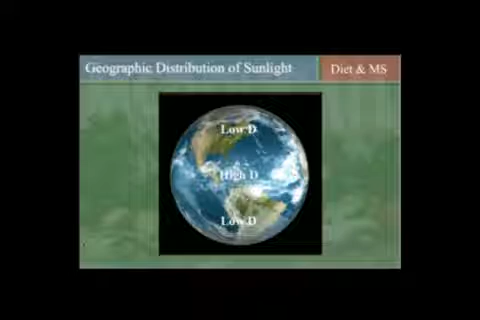 Geographic Distribution of Sunlight
Diet & MS
Low D
High D
Low D